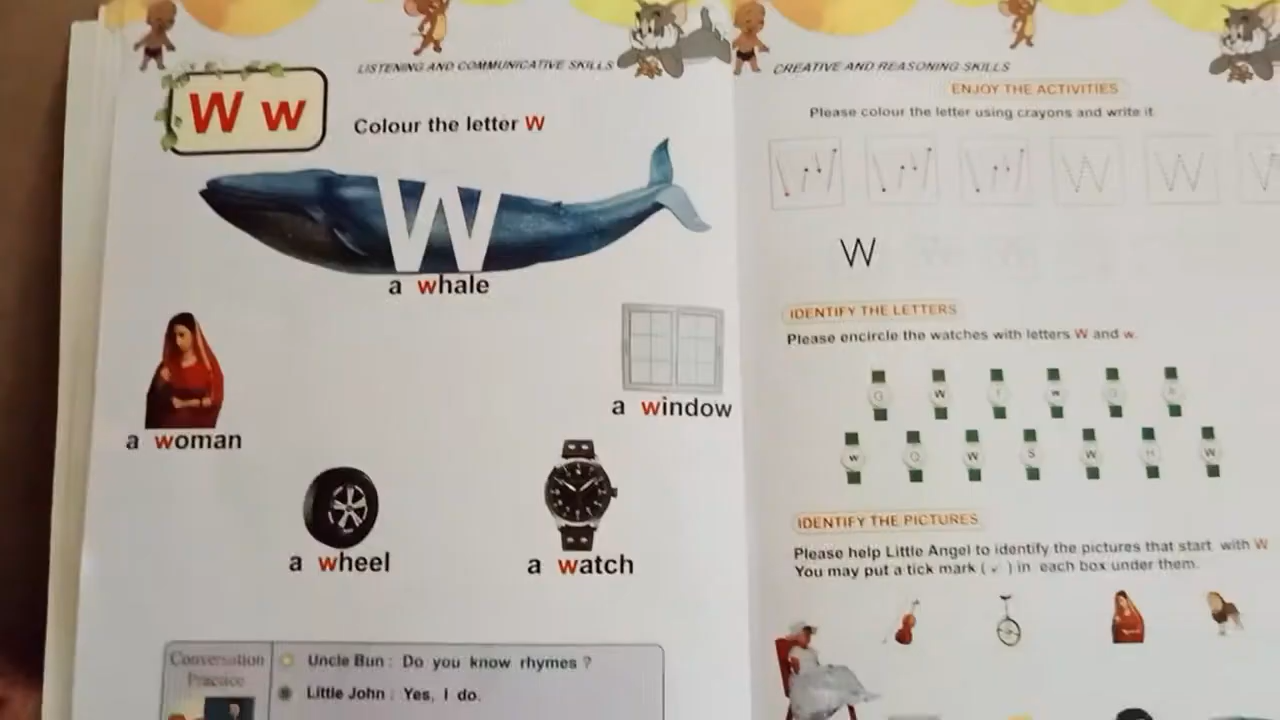 LISTENING AND COMMUNICATIVE SKILLS
W w
Colour the letter W
W
a whale
a woman
a window
a wheel
a watch
Conversation
Practice
Uncle Bun : Do you know rhymes ?
Little John : Yes, I do.
CREATIVE AND REASONING SKILLS
ENJOY THE ACTIVITIES
Please colour the letter using crayons and write it
W W
W
IDENTIFY THE LETTERS
Please encircle the watches with letters W and w.
W w
w Q W S W H W
IDENTIFY THE PICTURES
Please help Little Angel to identify the pictures that start with W
You may put a tick mark ( ✓ ) in each box under them.